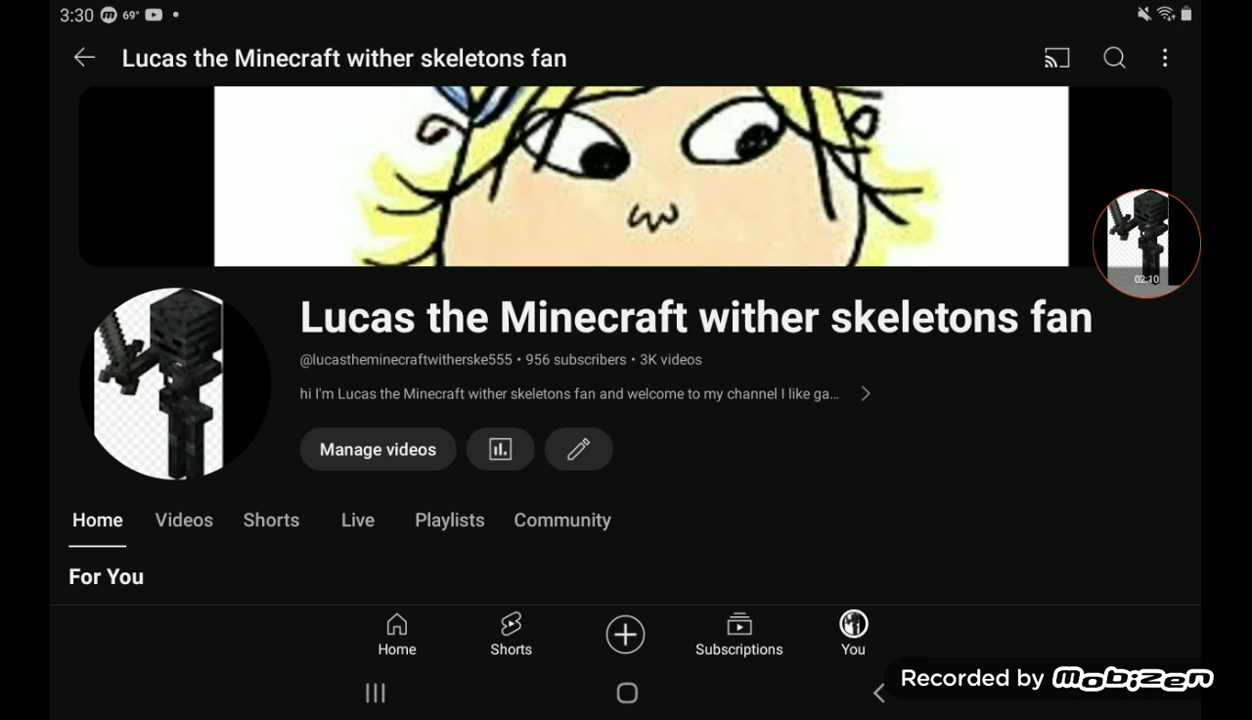 3:30 69°
Lucas the Minecraft wither skeletons fan
02:10
Lucas the Minecraft wither skeletons fan
@lucastheminecraftwitherske555 • 956 subscribers • 3K videos
hi I'm Lucas the Minecraft wither skeletons fan and welcome to my channel I like ga...
Manage videos
Home Videos Shorts Live Playlists Community
For You
Home Shorts Subscriptions You
Recorded by mobizen